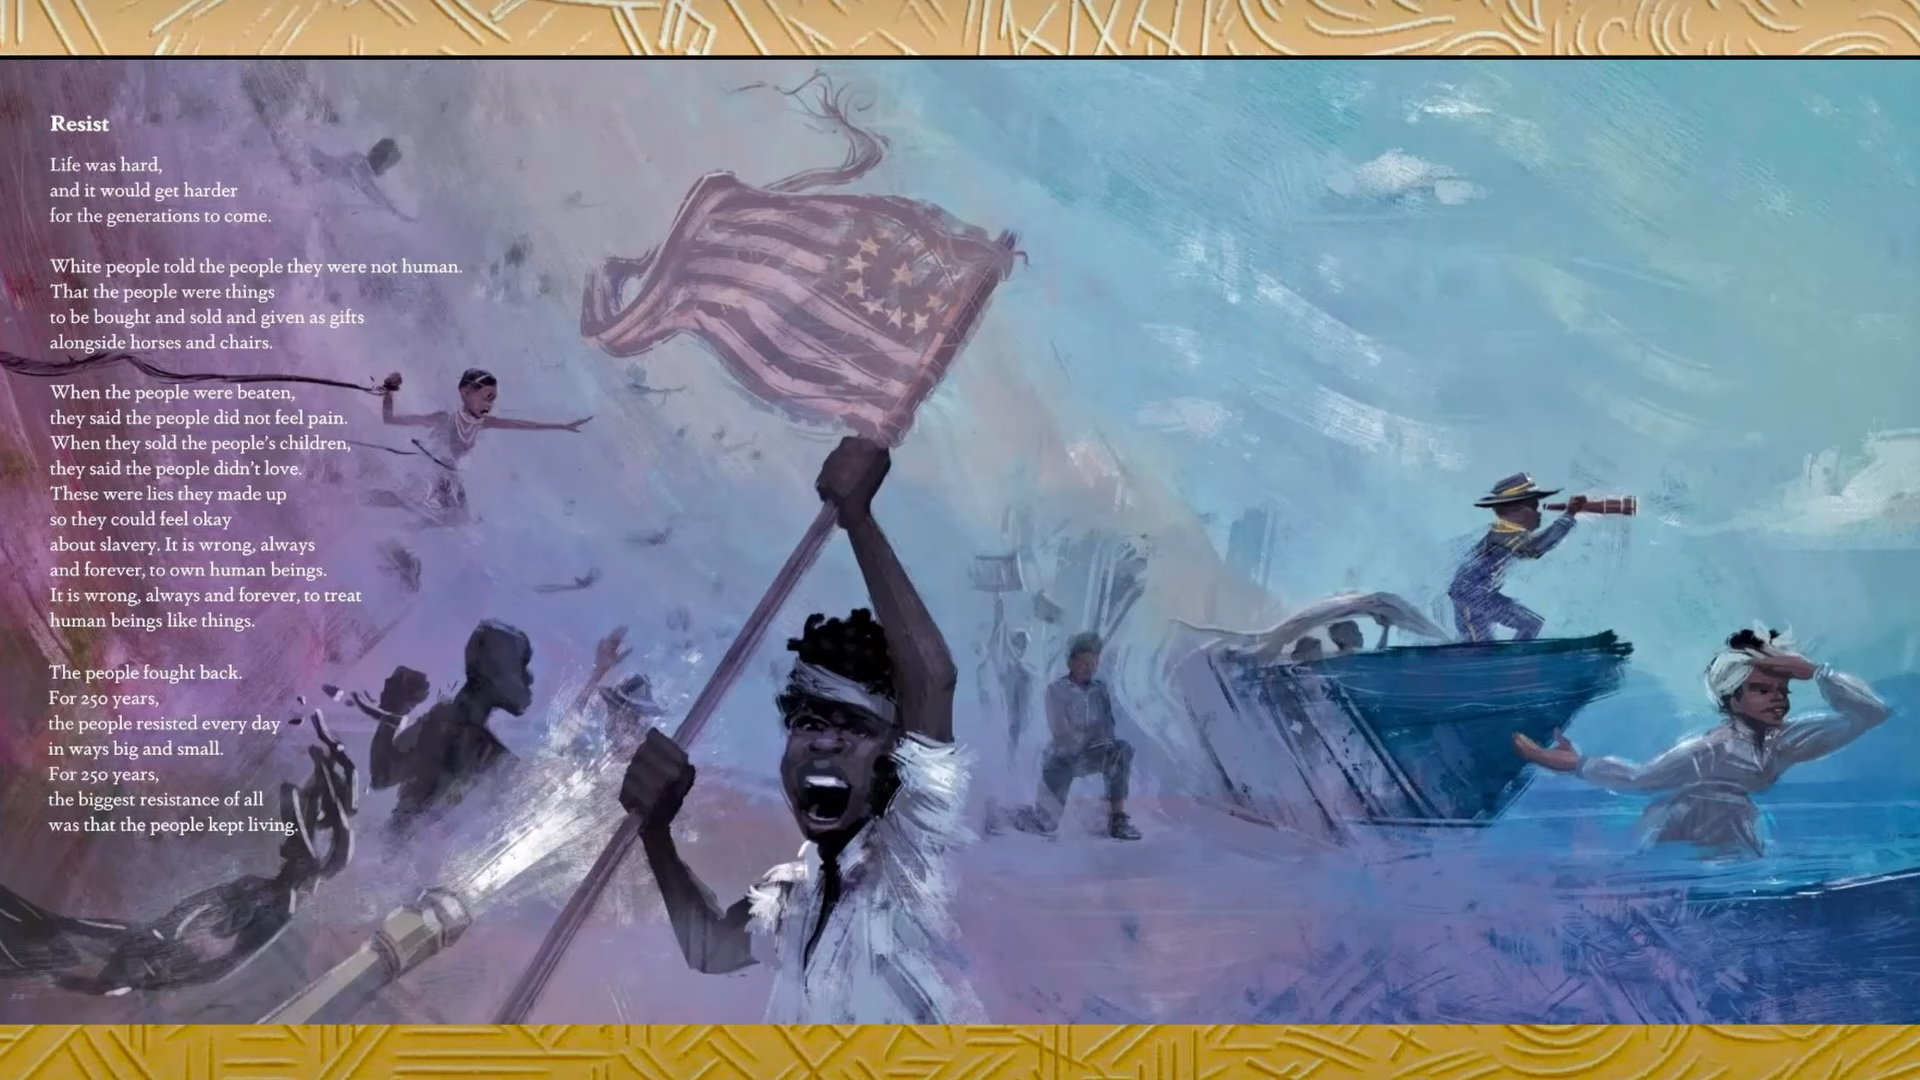 Resist
Life was hard,
and it would get harder
for the generations to come.
White people told the people they were not human.
That the people were things
to be bought and sold and given as gifts
alongside horses and chairs.
When the people were beaten,
they said the people did not feel pain.
When they sold the people's children,
they said the people didn't love.
These were lies they made up
so they could feel okay
about slavery. It is wrong, always
and forever, to own human beings.
It is wrong, always and forever, to treat
human beings like things.
The people fought back.
For 250 years,
the people resisted every day
in ways big and small.
For 250 years,
the biggest resistance of all
was that the people kept living.